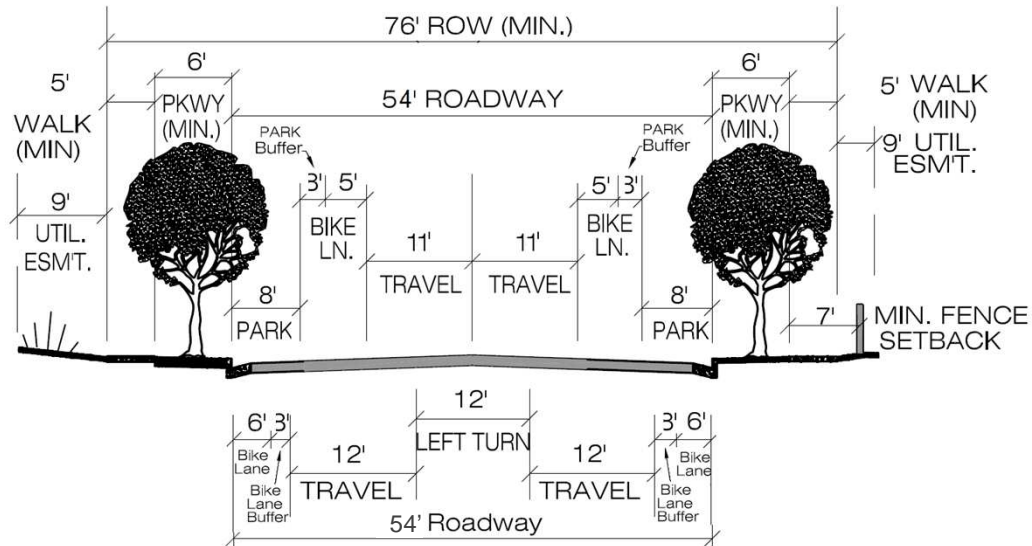 76' ROW (MIN.)
6'
6'
5'
WALK
(MIN)
PKWY
(MIN.)
54' ROADWAY
PKWY
(MIN.)
5' WALK
(MIN)
PARK
Buffer
PARK
Buffer
9' UTIL.
ESM'T.
3'
5'
5'
3'
9'
UTIL.
ESM'T.
BIKE
LN.
BIKE
LN.
11'
TRAVEL
11'
TRAVEL
8'
PARK
8'
PARK
7'
MIN. FENCE
SETBACK
12'
LEFT TURN
6'
3'
3'
6'
Bike
Lane
Bike
Lane
Buffer
12'
TRAVEL
12'
TRAVEL
Bike
Lane
Bike
Lane
Buffer
54' Roadway